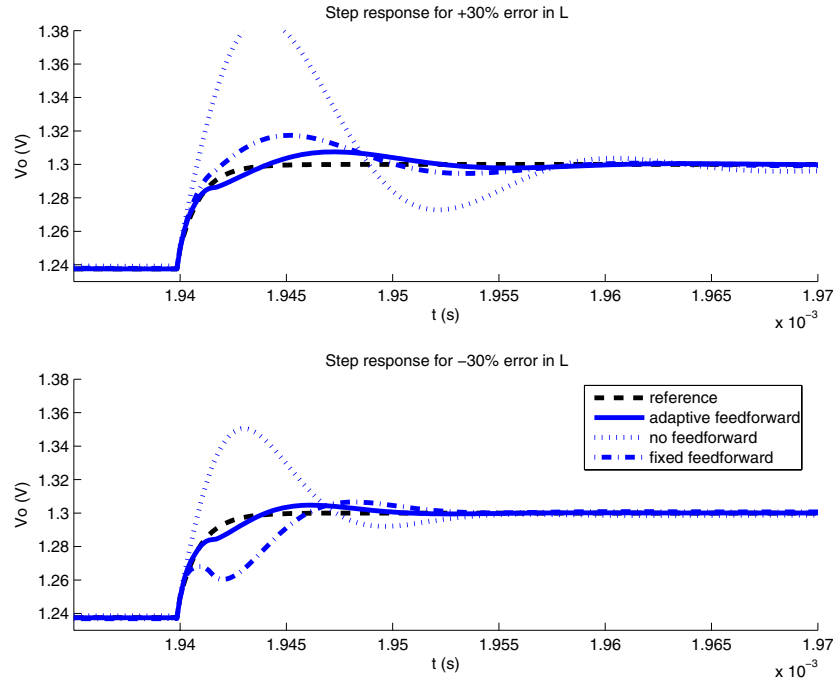 Step response for +30% error in L
1.38
1.36
1.34
1.32
1.3
1.28
1.26
1.24
Vo (V)
1.94
1.945
1.95
1.955
1.96
1.965
1.97
t (s)
x 10⁻³
Step response for −30% error in L
1.38
1.36
1.34
1.32
1.3
1.28
1.26
1.24
Vo (V)
reference
adaptive feedforward
no feedforward
fixed feedforward
1.94
1.945
1.95
1.955
1.96
1.965
1.97
t (s)
x 10⁻³